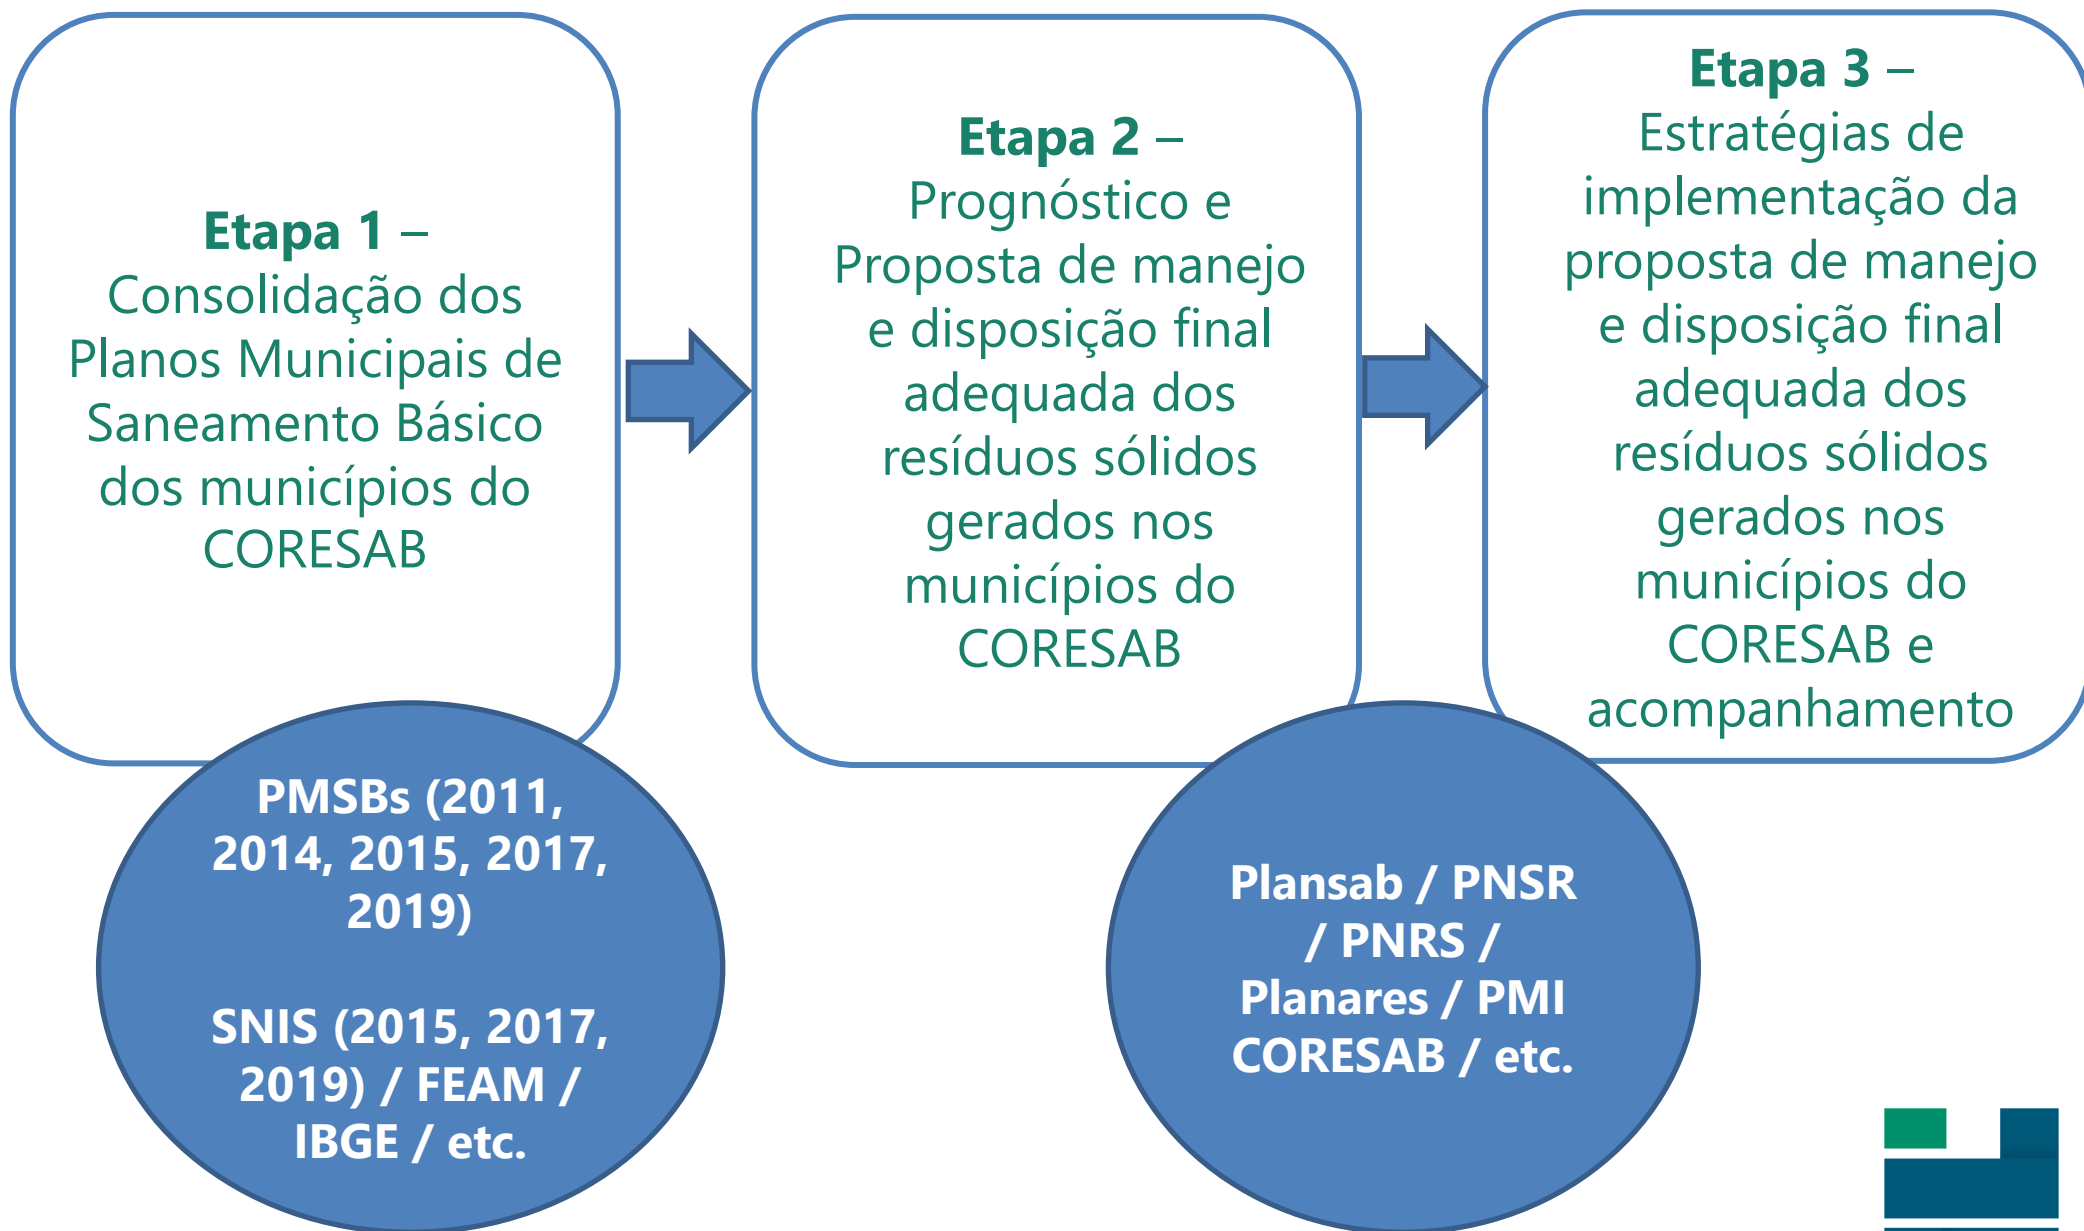 Etapa 1 –
Consolidação dos
Planos Municipais de
Saneamento Básico
dos municípios do
CORESAB
Etapa 2 –
Prognóstico e
Proposta de manejo
e disposição final
adequada dos
resíduos sólidos
gerados nos
municípios do
CORESAB
Etapa 3 –
Estratégias de
implementação da
proposta de manejo
e disposição final
adequada dos
resíduos sólidos
gerados nos
municípios do
CORESAB e
acompanhamento
PMSBs (2011,
2014, 2015, 2017,
2019)
SNIS (2015, 2017,
2019) / FEAM /
IBGE / etc.
Plansab / PNSR
/ PNRS /
Planares / PMI
CORESAB / etc.